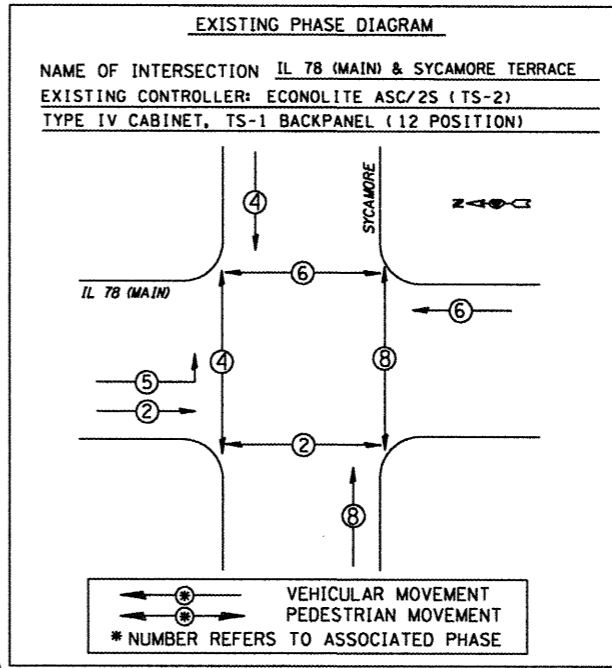 EXISTING PHASE DIAGRAM
NAME OF INTERSECTION IL 78 (MAIN) & SYCAMORE TERRACE
EXISTING CONTROLLER: ECONOLITE ASC/2S (TS-2)
TYPE IV CABINET, TS-1 BACKPANEL (12 POSITION)
4
SYCAMORE
N
6
IL 78 (MAIN)
6
4
8
5
2
2
8
* VEHICULAR MOVEMENT
* PEDESTRIAN MOVEMENT
* NUMBER REFERS TO ASSOCIATED PHASE